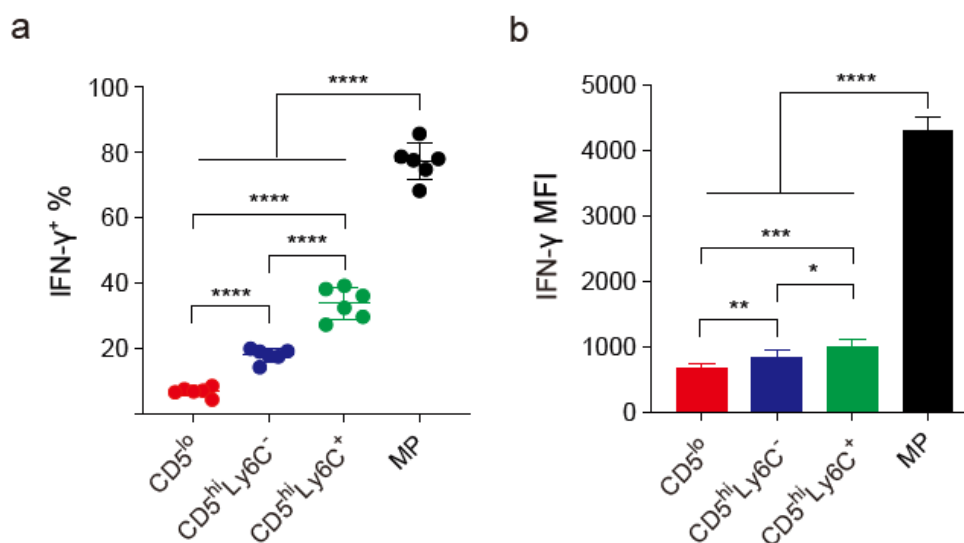 a
b
IFN-γ⁺ %
100
80
60
40
20
****
****
****
****
CD5ˡᵒ
CD5ʰⁱLy6C⁻
CD5ʰⁱLy6C⁺
MP
IFN-γ MFI
5000
4000
3000
2000
1000
0
****
***
*
**
CD5ˡᵒ
CD5ʰⁱLy6C⁻
CD5ʰⁱLy6C⁺
MP